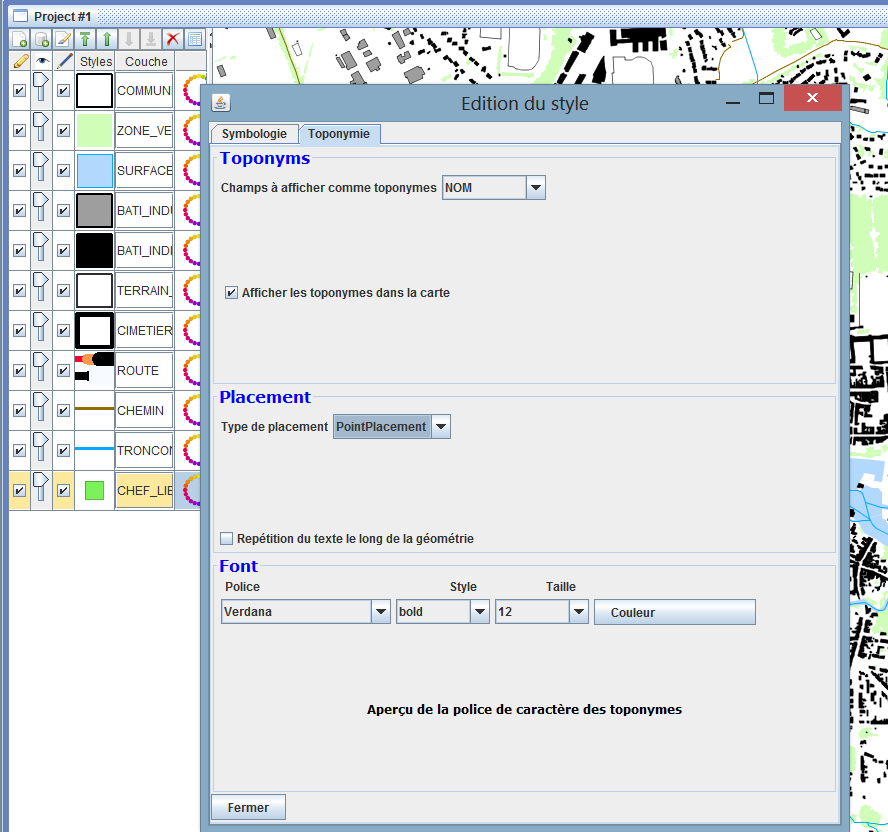 Project #1
Styles Couche
COMMUN
ZONE_VE
SURFACE
BATI_INDU
BATI_INDI
TERRAIN_
CIMETIER
ROUTE
CHEMIN
TRONCON
CHEF_LIE
Edition du style
Symbologie Toponymie
Toponyms
Champs à afficher comme toponymes NOM
Afficher les toponymes dans la carte
Placement
Type de placement PointPlacement
Repétition du texte le long de la géométrie
Font
Police Style Taille
Verdana bold 12 Couleur
Aperçu de la police de caractère des toponymes
Fermer